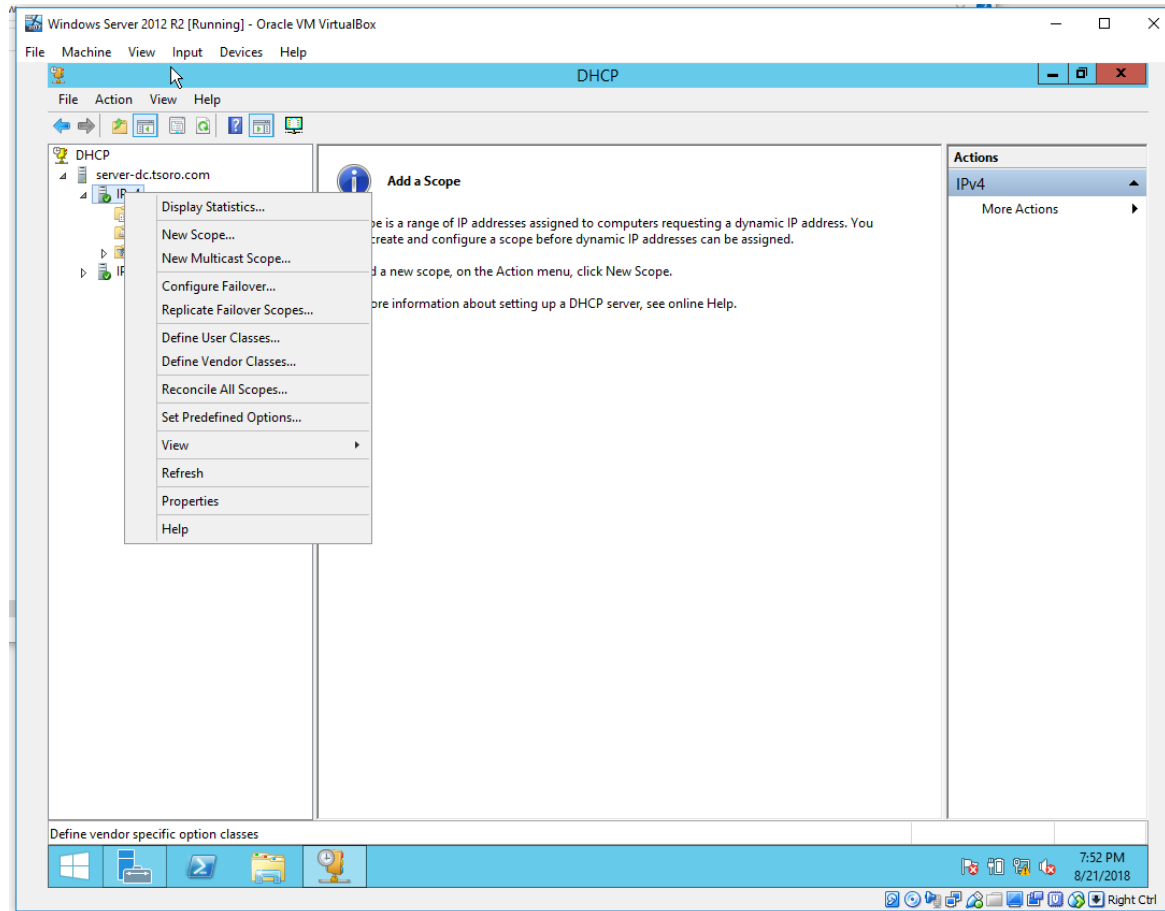 Windows Server 2012 R2 [Running] - Oracle VM VirtualBox
File Machine View Input Devices Help
DHCP
File Action View Help
DHCP
server-dc.tsoro.com
Display Statistics...
New Scope...
New Multicast Scope...
Configure Failover...
Replicate Failover Scopes...
Define User Classes...
Define Vendor Classes...
Reconcile All Scopes...
Set Predefined Options...
View
Refresh
Properties
Help
Add a Scope
is a range of IP addresses assigned to computers requesting a dynamic IP address. You
create and configure a scope before dynamic IP addresses can be assigned.
a new scope, on the Action menu, click New Scope.
information about setting up a DHCP server, see online Help.
Actions
IPv4
More Actions
Define vendor specific option classes
7:52 PM
8/21/2018
Right Ctrl